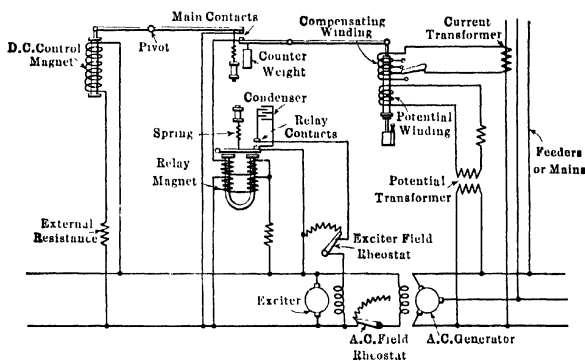 Main Contacts
Compensating
Winding
Current
Transformer
D.C. Control
Magnet
Pivot
Counter
Weight
Condenser
Spring
Relay
Contacts
Potential
Winding
Relay
Magnet
Potential
Transformer
Feeders
or Mains
External
Resistance
Exciter Field
Rheostat
Exciter
A.C. Field
Rheostat
A.C. Generator